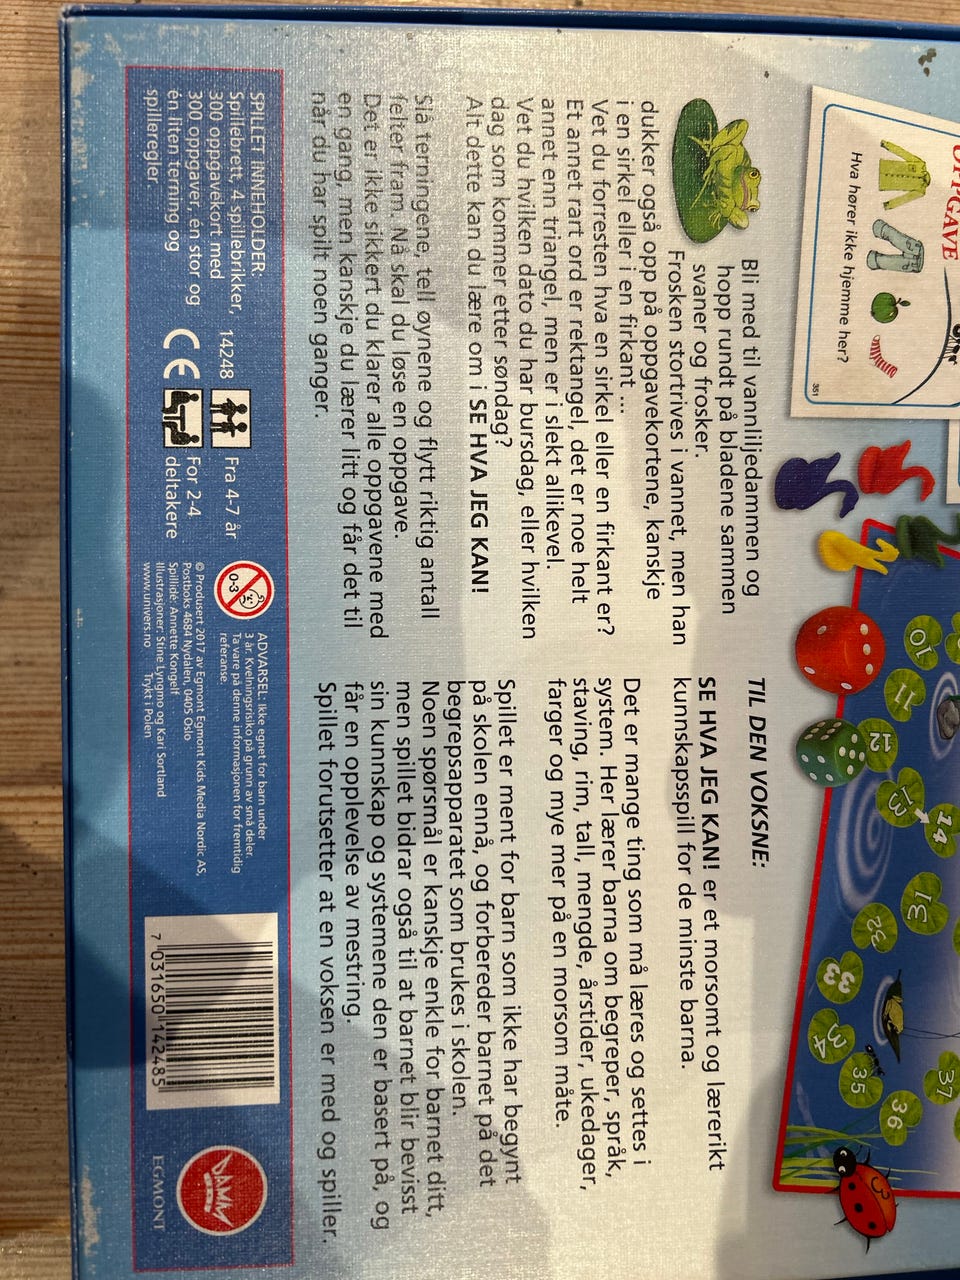 OPPGAVE
Hva hører ikke hjemme her?
351
10
11
12
13
14
31
32
33
34
35
36
37
Bli med til vannliljedammen og
hopp rundt på bladene sammen
svaner og frosker.
Frosken stortrives i vannet, men han
dukker også opp på oppgavekortene, kanskje
i en sirkel eller i en firkant ...
Vet du forresten hva en sirkel eller en firkant er?
Et annet rart ord er rektangel, det er noe helt
annet enn triangel, men er i slekt allikevel.
Vet du hvilken dato du har bursdag, eller hvilken
dag som kommer etter søndag?
Alt dette kan du lære om i SE HVA JEG KAN!
Slå terningene, tell øynene og flytt riktig antall
felter fram. Nå skal du løse en oppgave.
Det er ikke sikkert du klarer alle oppgavene med
en gang, men kanskje du lærer litt og får det til
når du har spilt noen ganger.
TIL DEN VOKSNE:
SE HVA JEG KAN! er et morsomt og lærerikt
kunnskapsspill for de minste barna.
Det er mange ting som må læres og settes i
system. Her lærer barna om begreper, språk,
staving, rim, tall, mengde, årstider, ukedager,
farger og mye mer på en morsom måte.
Spillet er ment for barn som ikke har begynt
på skolen ennå, og forbereder barnet på det
begrepsapparatet som brukes i skolen.
Noen spørsmål er kanskje enkle for barnet ditt,
men spillet bidrar også til at barnet blir bevisst
sin kunnskap og systemene den er basert på, og
får en opplevelse av mestring.
Spillet forutsetter at en voksen er med og spiller.
SPILLET INNEHOLDER:
Spillebrett, 4 spillebrikker,
300 oppgavekort med
300 oppgaver, én stor og
én liten terning og
spilleregler.
14248
CE
Fra 4-7 år
For 2-4
deltakere
0-3
ADVARSEL: Ikke egnet for barn under
3 år. Kvelningsrisiko på grunn av små deler.
Ta vare på denne informasjonen for fremtidig
referanse.
© Produsert 2017 av Egmont Kids Media Nordic AS,
Postboks 4684 Nydalen, 0405 Oslo
Spillidé: Annette Kongelf
Illustrasjoner: Stine Lyngmo og Kari Sortland
www.univers.no Trykt i Polen
7 031650 142485
DAMM
EGMONT